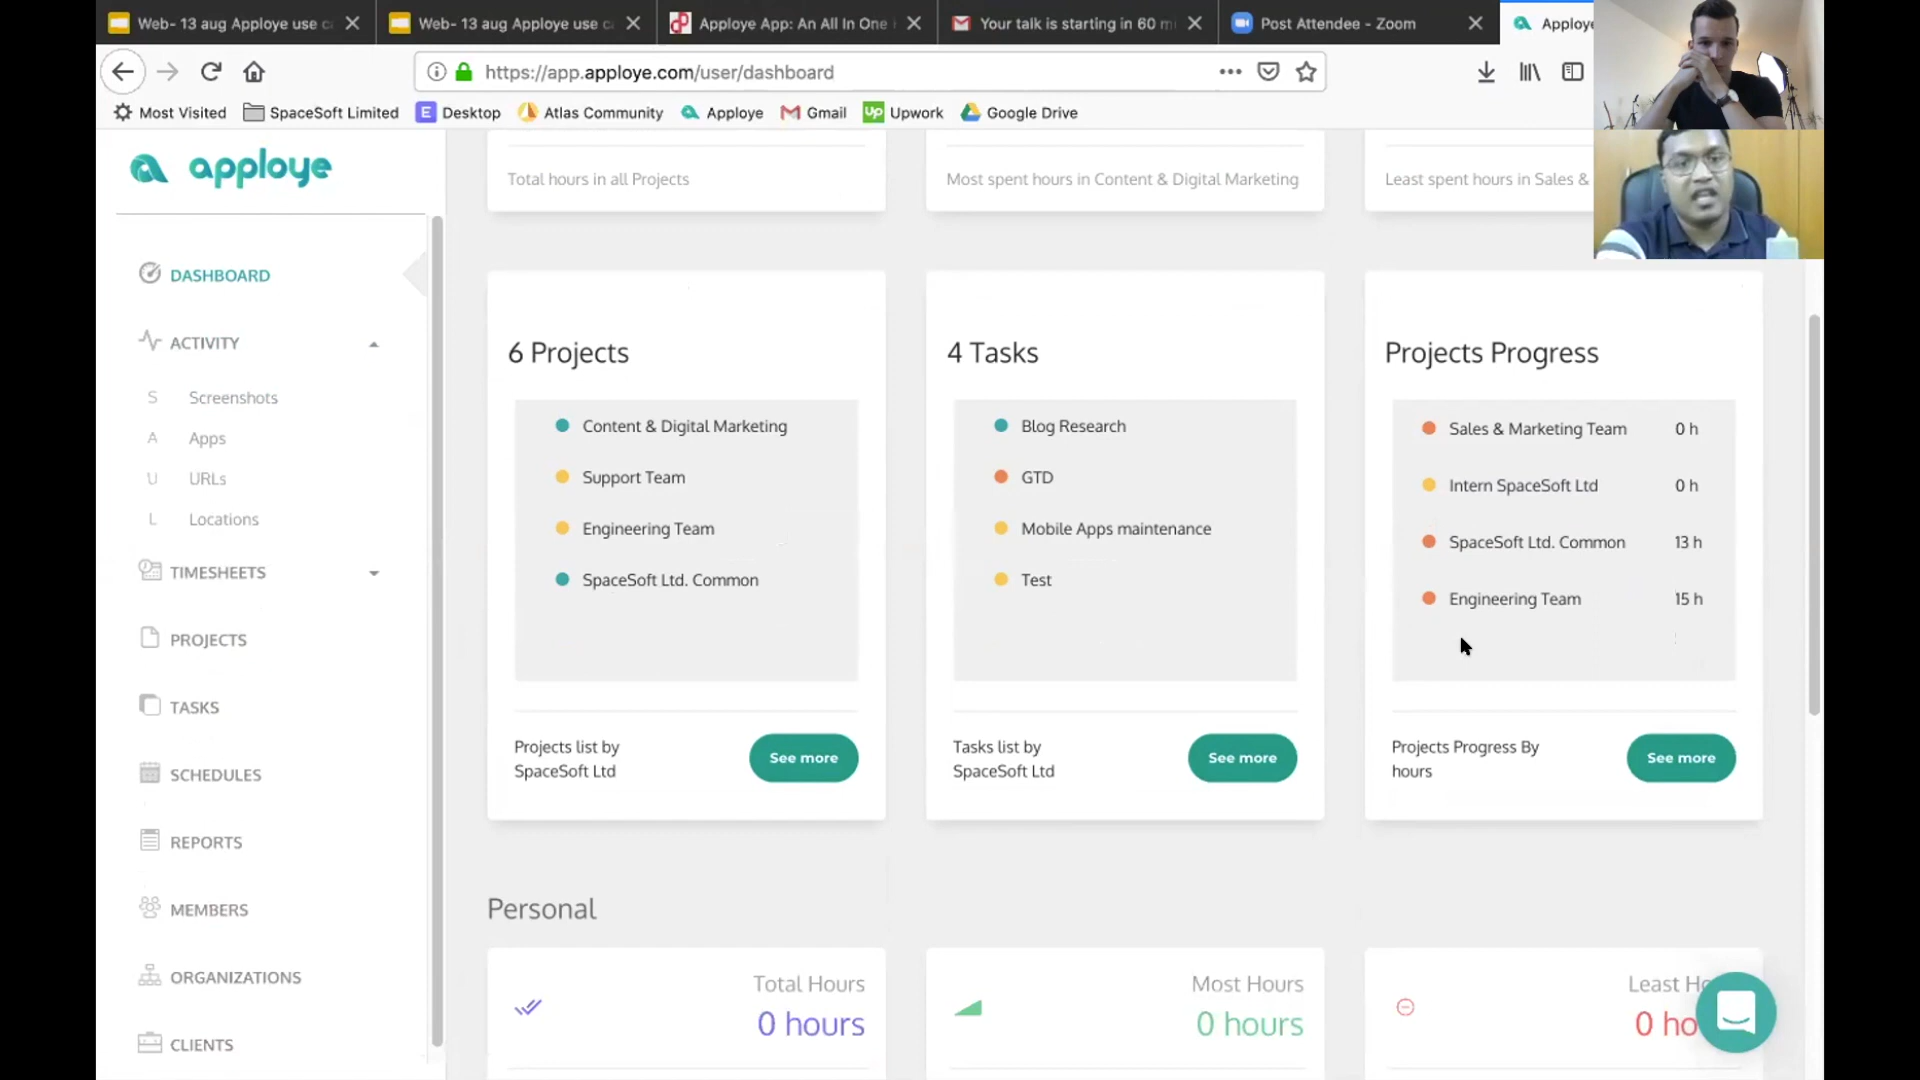 Web- 13 aug Apploye use c
Web- 13 aug Apploye use c
Apploye App: An All In One
Your talk is starting in 60 m
Post Attendee - Zoom
Apploye
https://app.apploye.com/user/dashboard
Most Visited
SpaceSoft Limited
Desktop
Atlas Community
Apploye
Gmail
Upwork
Google Drive
apploye
DASHBOARD
ACTIVITY
S Screenshots
A Apps
U URLs
L Locations
TIMESHEETS
PROJECTS
TASKS
SCHEDULES
REPORTS
MEMBERS
ORGANIZATIONS
CLIENTS
Total hours in all Projects
Most spent hours in Content & Digital Marketing
Least spent hours in Sales &
6 Projects
Content & Digital Marketing
Support Team
Engineering Team
SpaceSoft Ltd. Common
Projects list by
SpaceSoft Ltd
See more
4 Tasks
Blog Research
GTD
Mobile Apps maintenance
Test
Tasks list by
SpaceSoft Ltd
See more
Projects Progress
Sales & Marketing Team 0 h
Intern SpaceSoft Ltd 0 h
SpaceSoft Ltd. Common 13 h
Engineering Team 15 h
Projects Progress By
hours
See more
Personal
Total Hours
0 hours
Most Hours
0 hours
Least Ho
0 ho